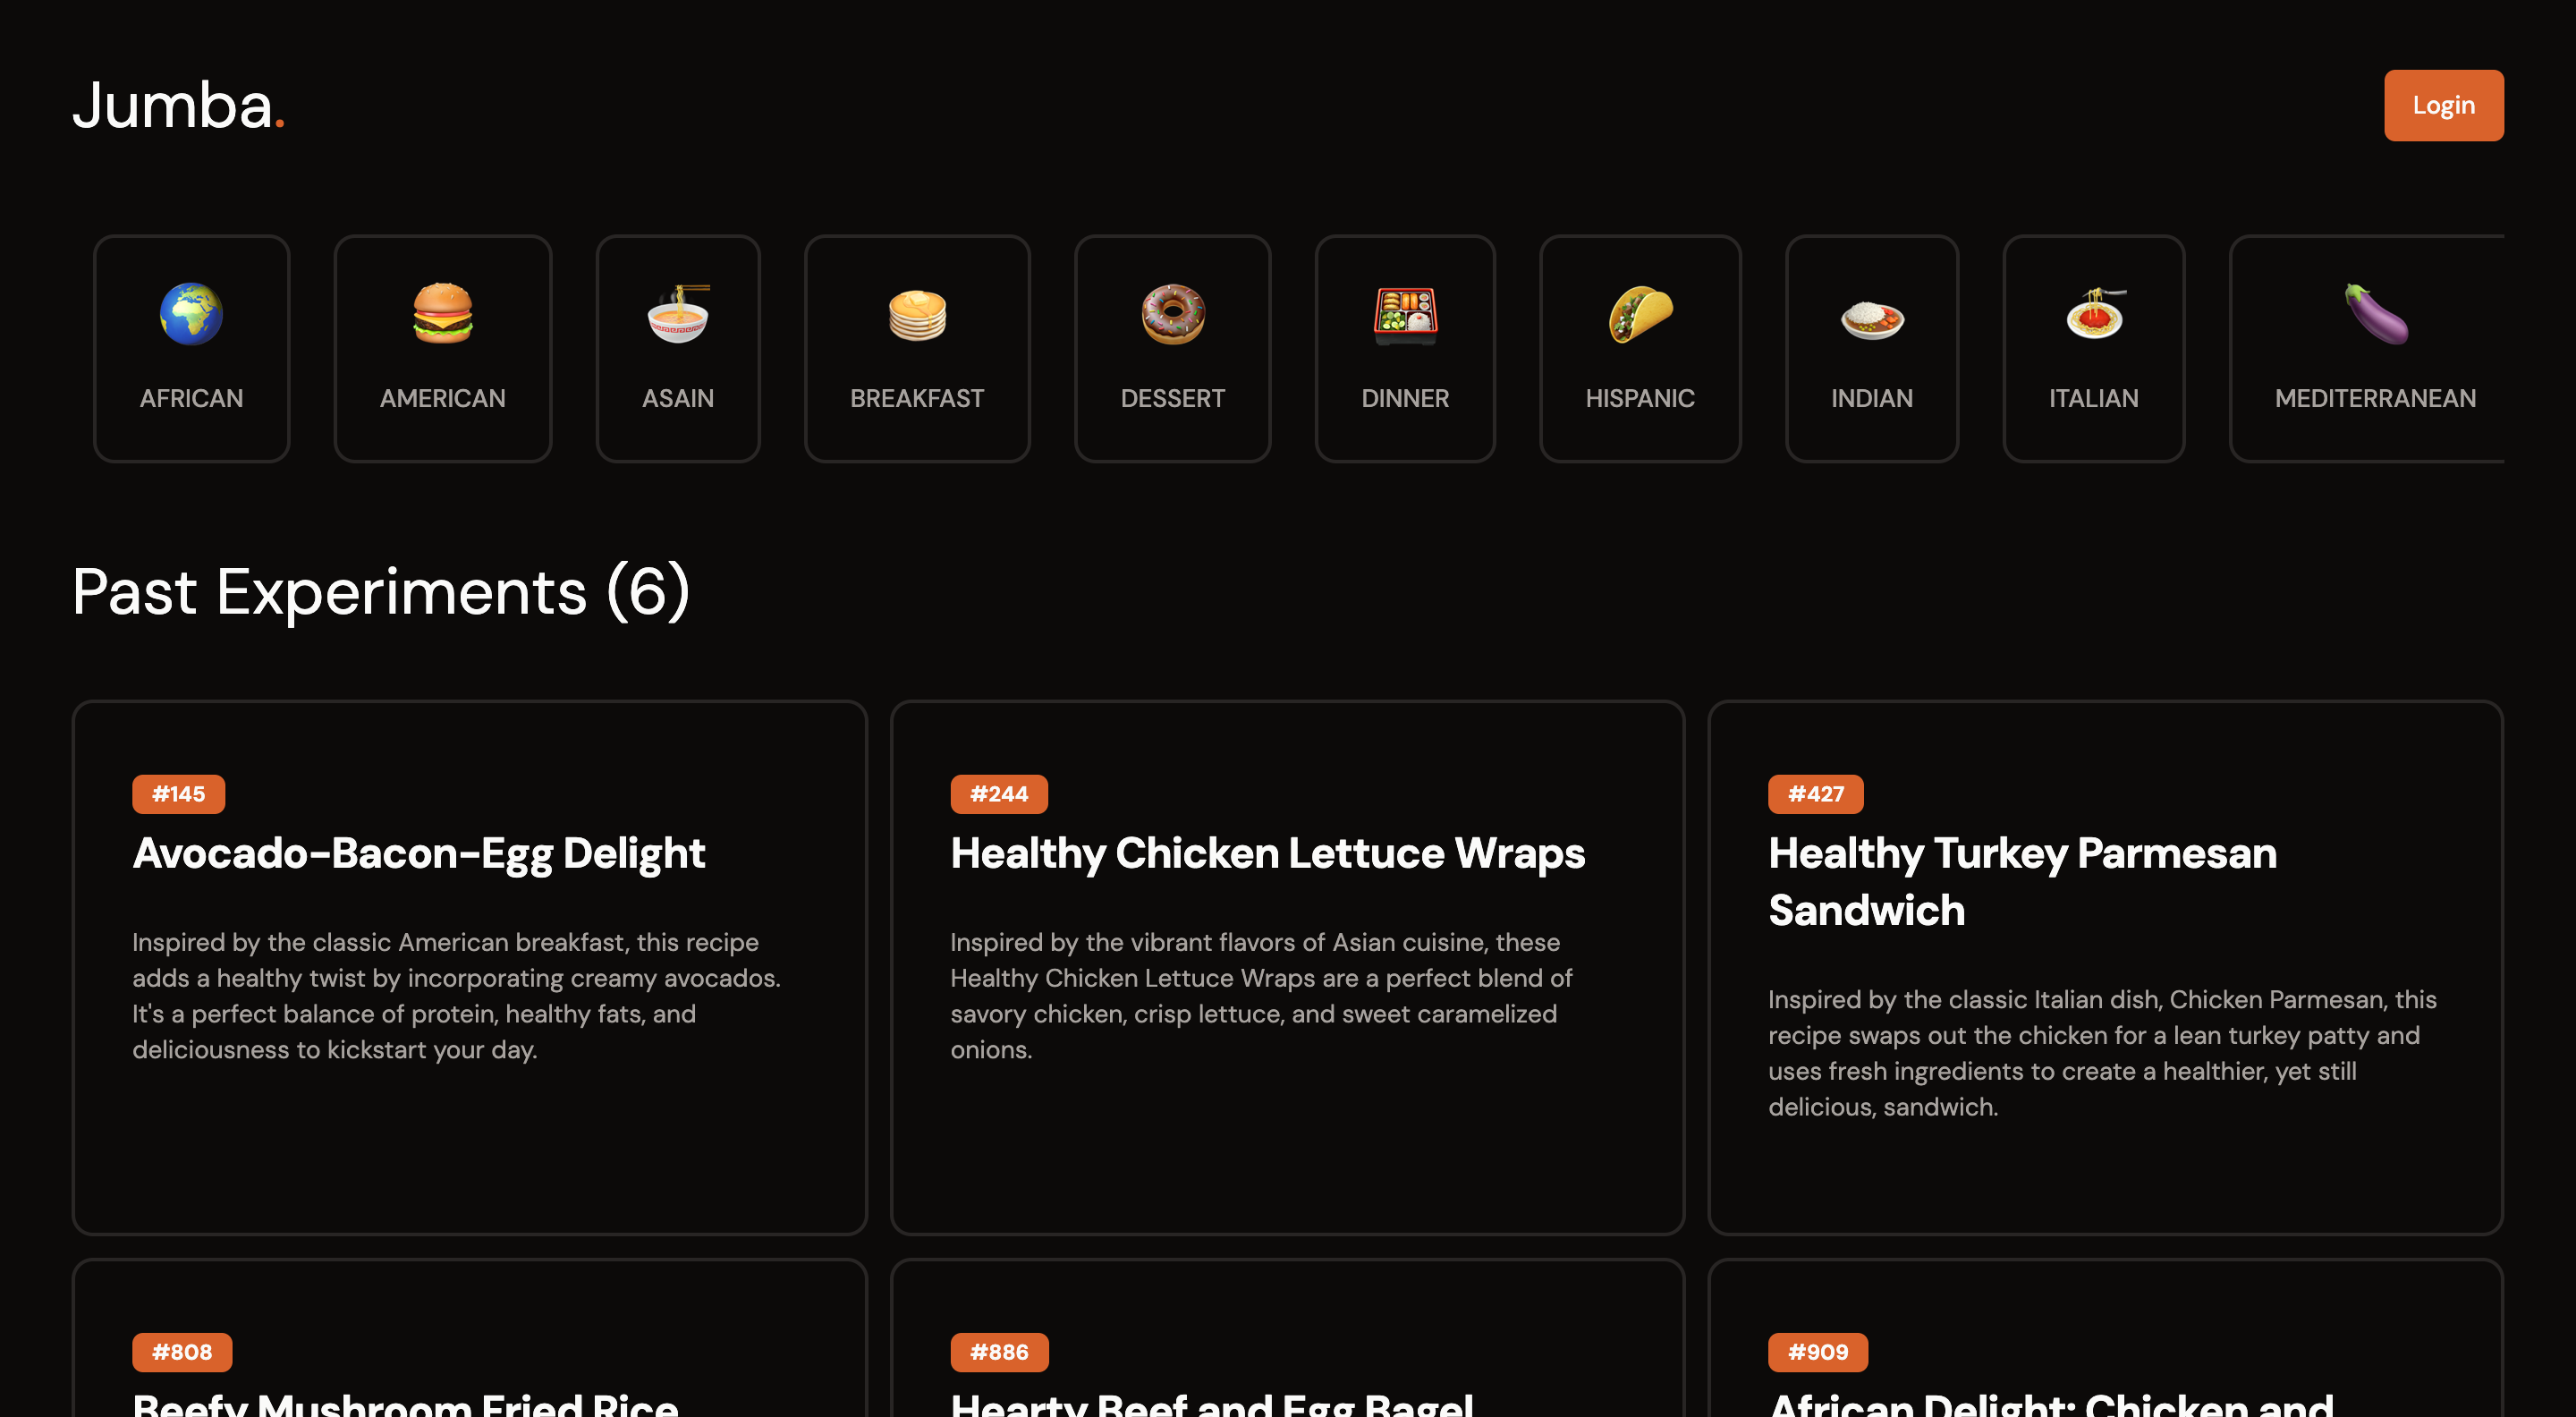 Jumba.
Login
AFRICAN
AMERICAN
ASAIN
BREAKFAST
DESSERT
DINNER
HISPANIC
INDIAN
ITALIAN
MEDITERRANEAN
Past Experiments (6)
#145
Avocado-Bacon-Egg Delight
Inspired by the classic American breakfast, this recipe
adds a healthy twist by incorporating creamy avocados.
It's a perfect balance of protein, healthy fats, and
deliciousness to kickstart your day.
#244
Healthy Chicken Lettuce Wraps
Inspired by the vibrant flavors of Asian cuisine, these
Healthy Chicken Lettuce Wraps are a perfect blend of
savory chicken, crisp lettuce, and sweet caramelized
onions.
#427
Healthy Turkey Parmesan
Sandwich
Inspired by the classic Italian dish, Chicken Parmesan, this
recipe swaps out the chicken for a lean turkey patty and
uses fresh ingredients to create a healthier, yet still
delicious, sandwich.
#808
Beefy Mushroom Fried Rice
#886
Hearty Beef and Egg Bagel
#909
African Delight: Chicken and